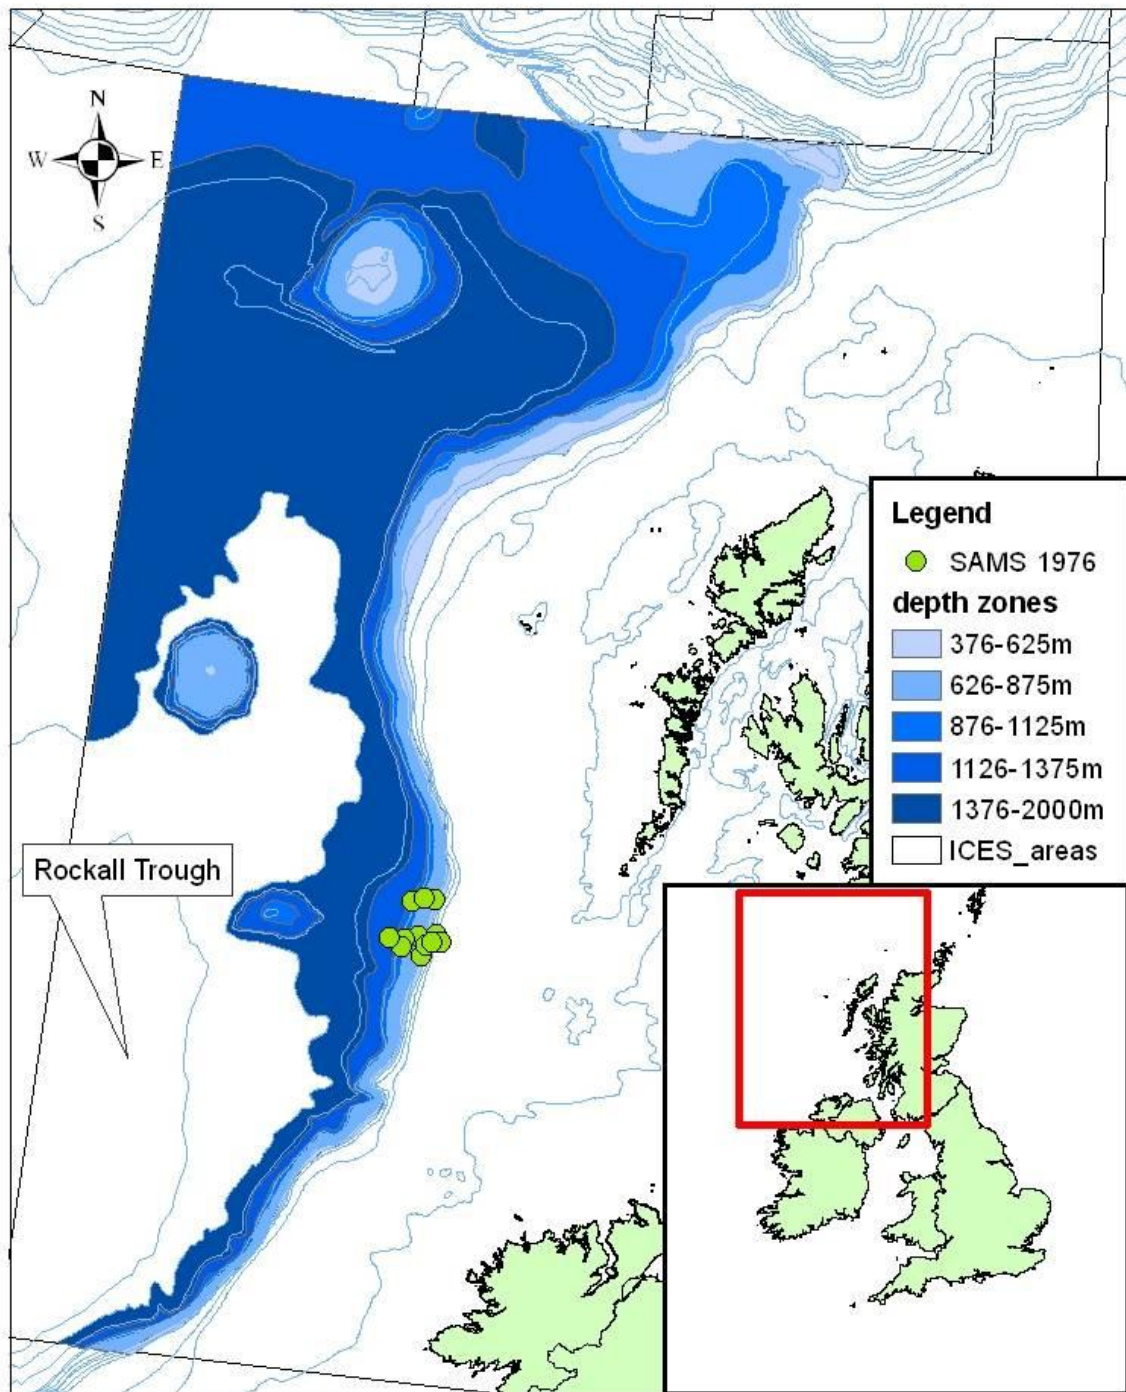 N
W E
S
Legend
SAMS 1976
depth zones
376-625m
626-875m
876-1125m
1126-1375m
1376-2000m
ICES_areas
Rockall Trough